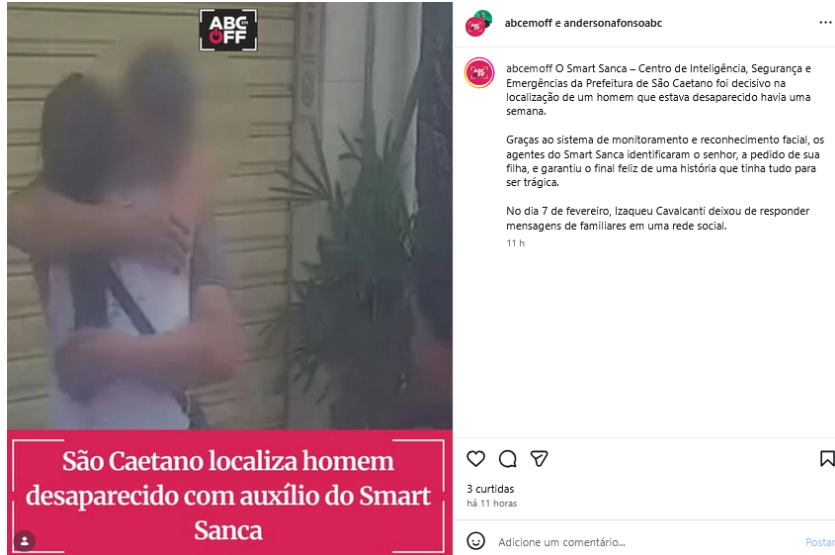 ABC
EM
OFF
São Caetano localiza homem
desaparecido com auxílio do Smart
Sanca
abcemoff e andersonafonsoabc
abcemoff O Smart Sanca – Centro de Inteligência, Segurança e
Emergências da Prefeitura de São Caetano foi decisivo na
localização de um homem que estava desaparecido havia uma
semana.
Graças ao sistema de monitoramento e reconhecimento facial, os
agentes do Smart Sanca identificaram o senhor, a pedido de sua
filha, e garantiu o final feliz de uma história que tinha tudo para
ser trágica.
No dia 7 de fevereiro, Izaqueu Cavalcanti deixou de responder
mensagens de familiares em uma rede social.
11 h
3 curtidas
há 11 horas
Adicione um comentário...
Postar